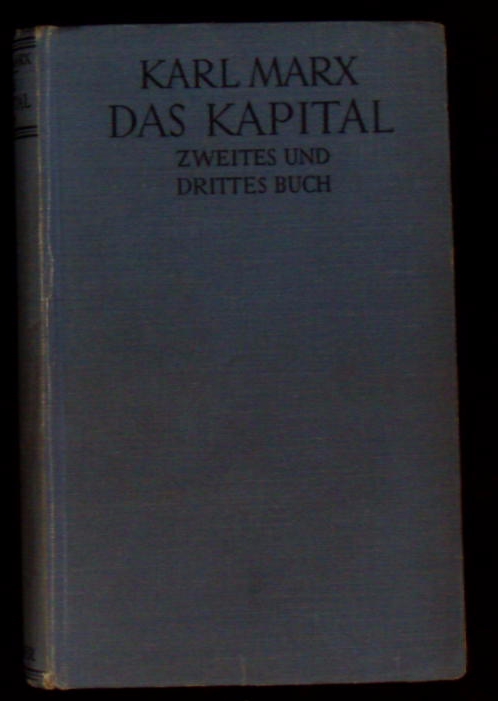 KARL MARX
DAS KAPITAL
ZWEITES UND
DRITTES BUCH